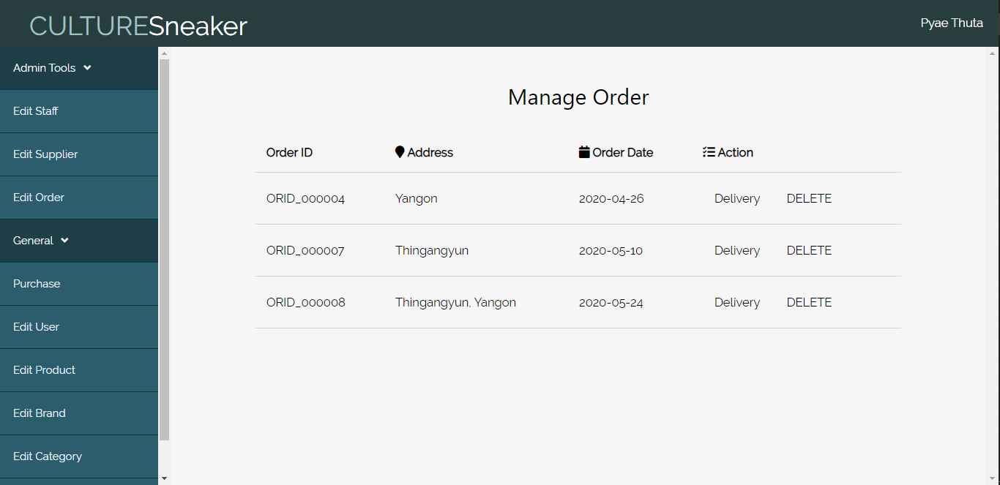 CULTURESneaker
Pyae Thuta
Admin Tools
Edit Staff
Edit Supplier
Edit Order
General
Purchase
Edit User
Edit Product
Edit Brand
Edit Category
Manage Order
Order ID Address Order Date Action
ORID_000004 Yangon 2020-04-26 Delivery DELETE
ORID_000007 Thingangyun 2020-05-10 Delivery DELETE
ORID_000008 Thingangyun, Yangon 2020-05-24 Delivery DELETE